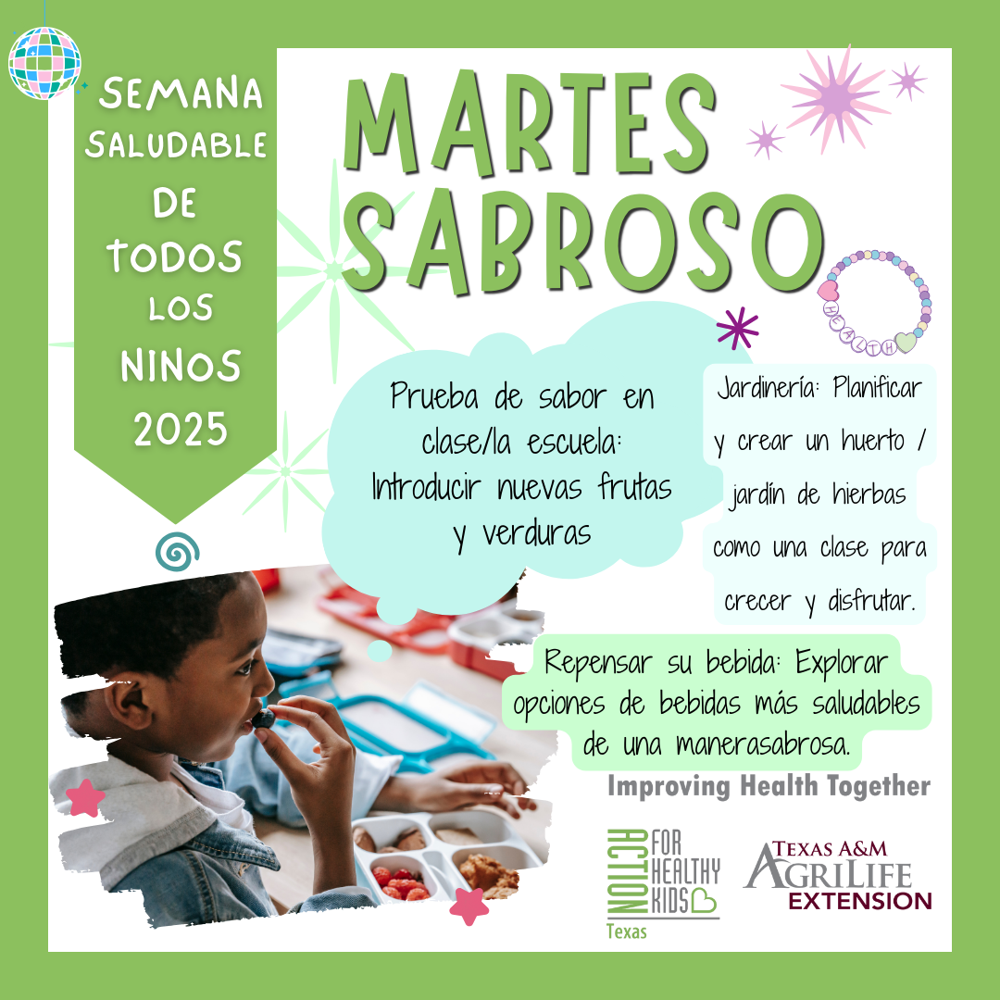 SEMANA
SALUDABLE
DE
TODOS
LOS
NINOS
2025
MARTES
SABROSO
HEALTH
Prueba de sabor en
clase/la escuela:
Introducir nuevas frutas
y verduras
Jardinería: Planificar
y crear un huerto /
jardín de hierbas
como una clase para
crecer y disfrutar.
Repensar su bebida: Explorar
opciones de bebidas más saludables
de una manerasabrosa.
Improving Health Together
ACTION
FOR
HEALTHY
KIDS
Texas
TEXAS A&M
AGRILIFE
EXTENSION